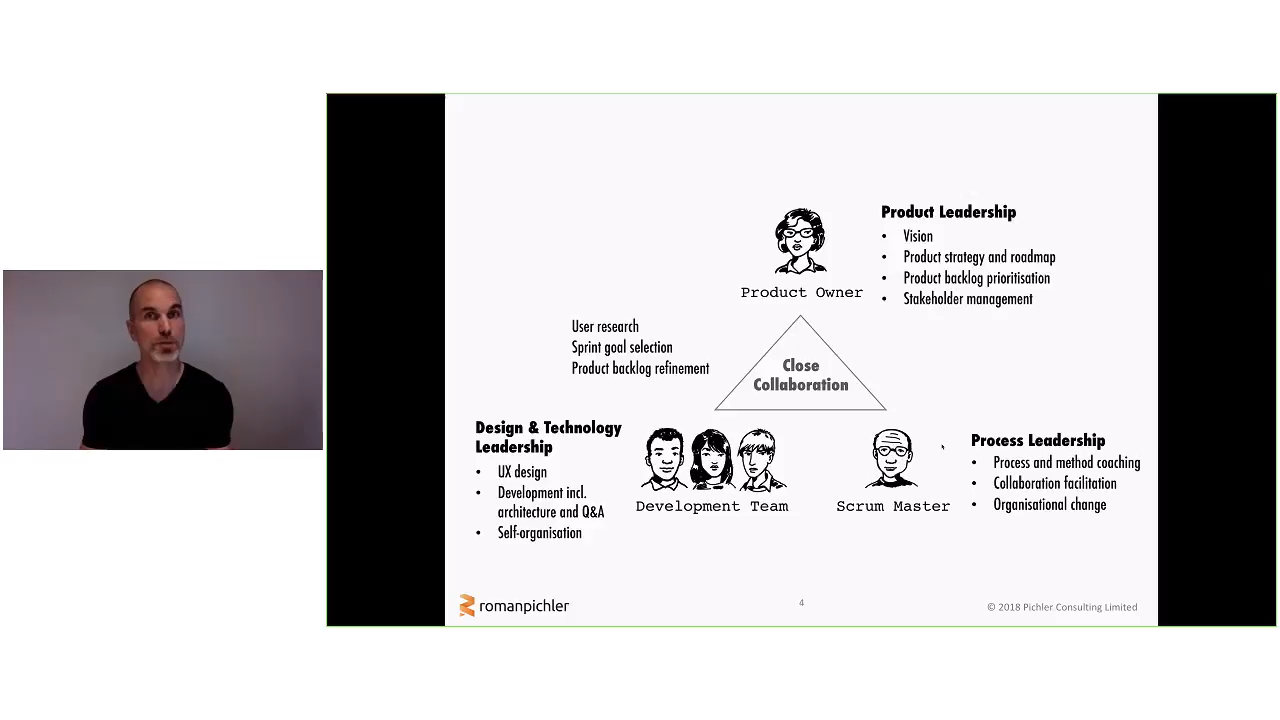 Product Leadership
• Vision
• Product strategy and roadmap
• Product backlog prioritisation
• Stakeholder management
Product Owner
User research
Sprint goal selection
Product backlog refinement
Close
Collaboration
Design & Technology
Leadership
• UX design
• Development incl.
architecture and Q&A
• Self-organisation
Development Team
Scrum Master
Process Leadership
• Process and method coaching
• Collaboration facilitation
• Organisational change
romanpichler
4
© 2018 Pichler Consulting Limited